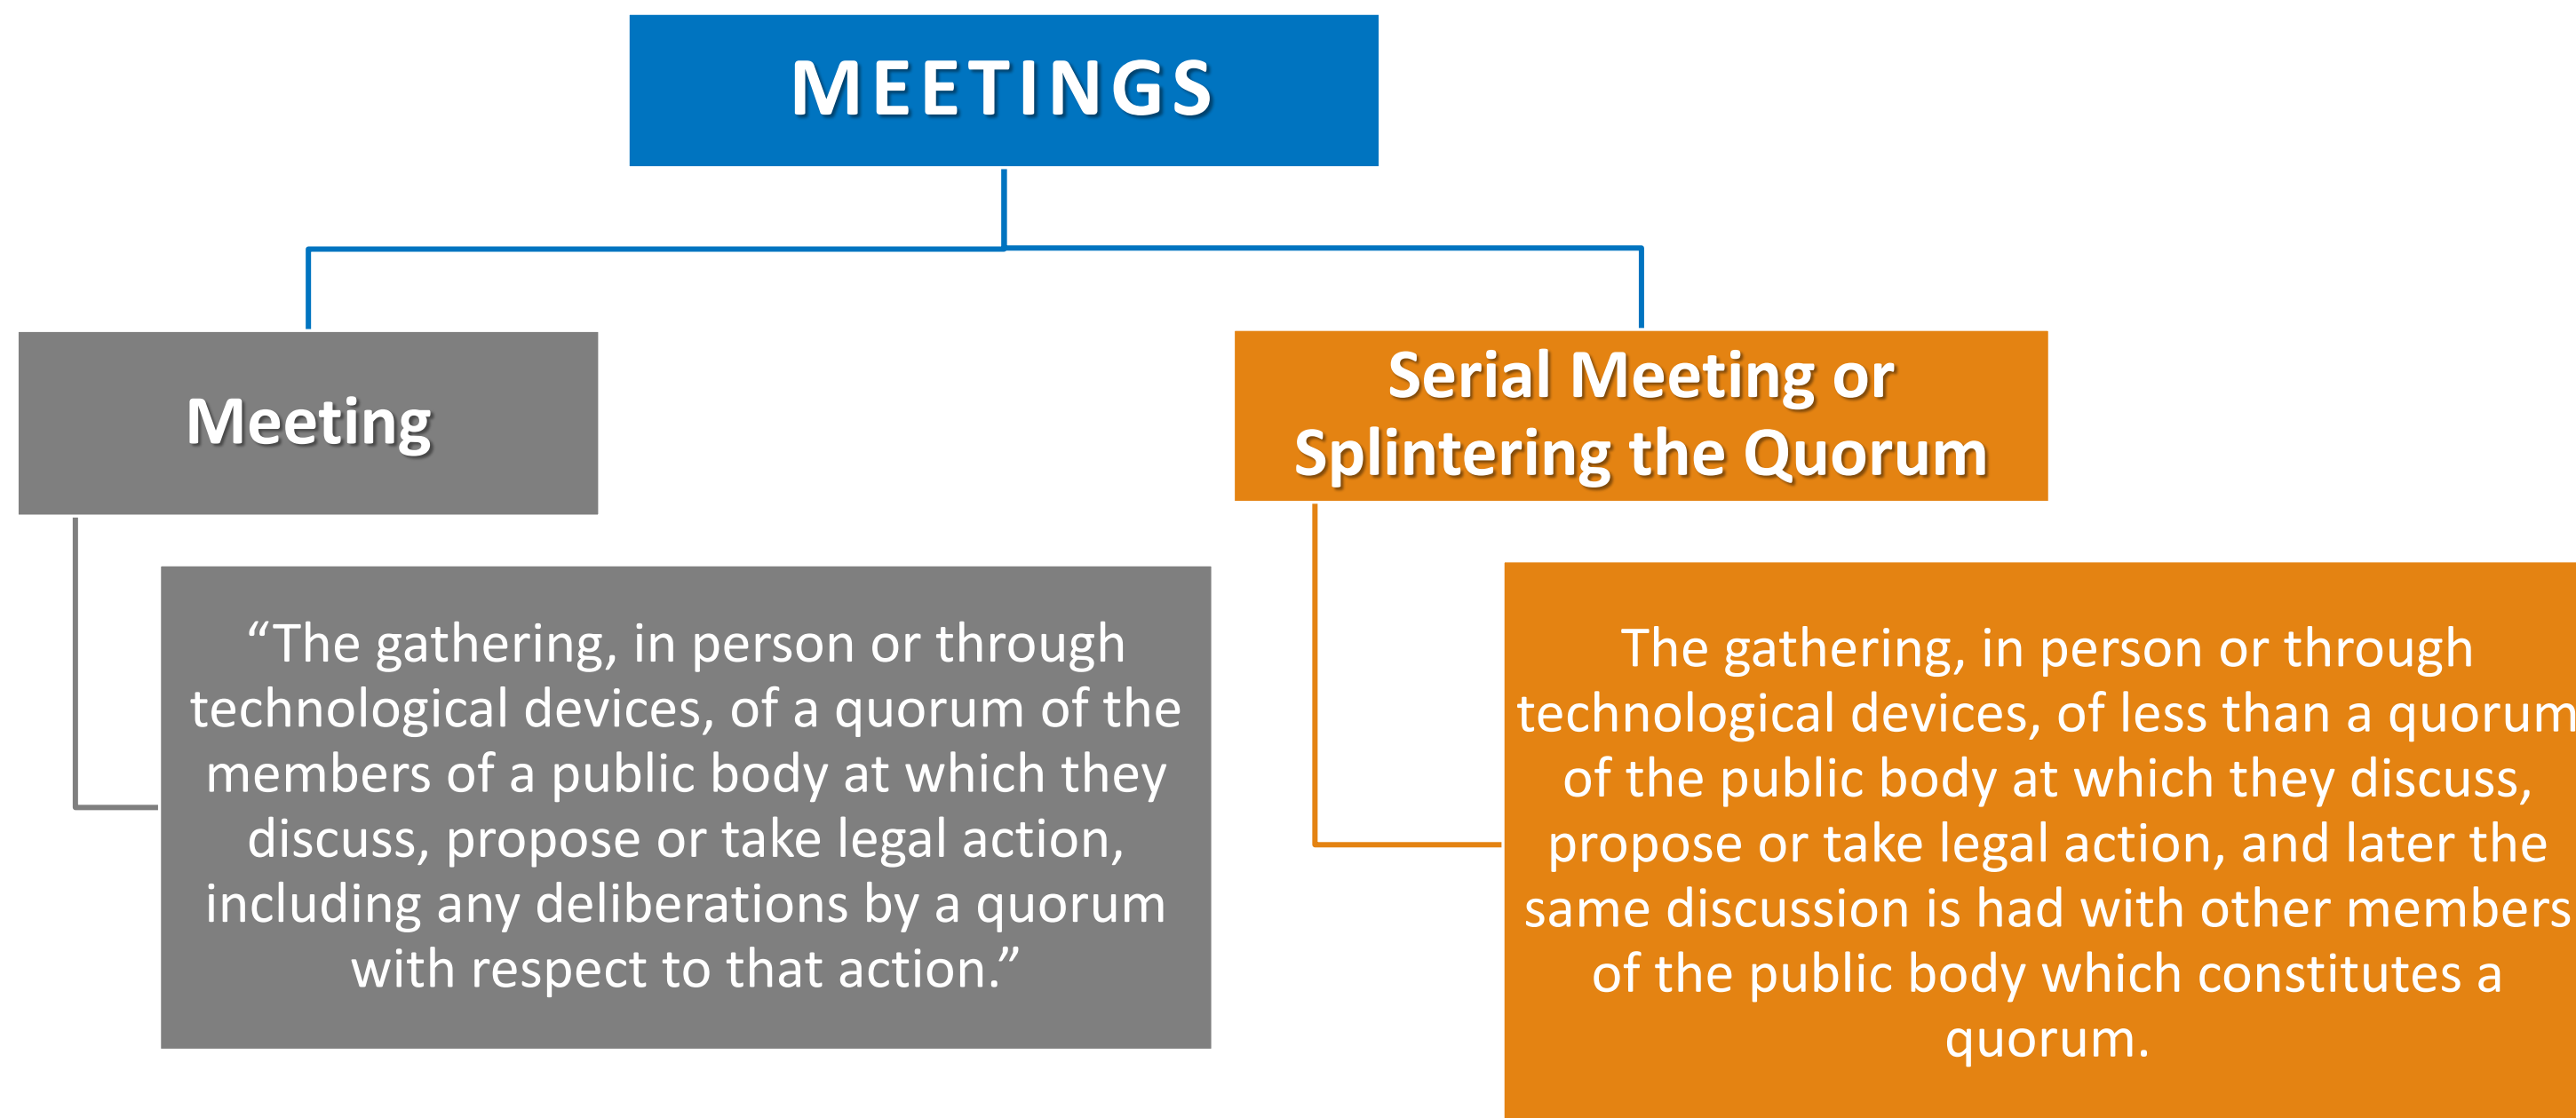 MEETINGS
Meeting
Serial Meeting or
Splintering the Quorum
“The gathering, in person or through
technological devices, of a quorum of the
members of a public body at which they
discuss, propose or take legal action,
including any deliberations by a quorum
with respect to that action.”
The gathering, in person or through
technological devices, of less than a quorum
of the public body at which they discuss,
propose or take legal action, and later the
same discussion is had with other members
of the public body which constitutes a
quorum.